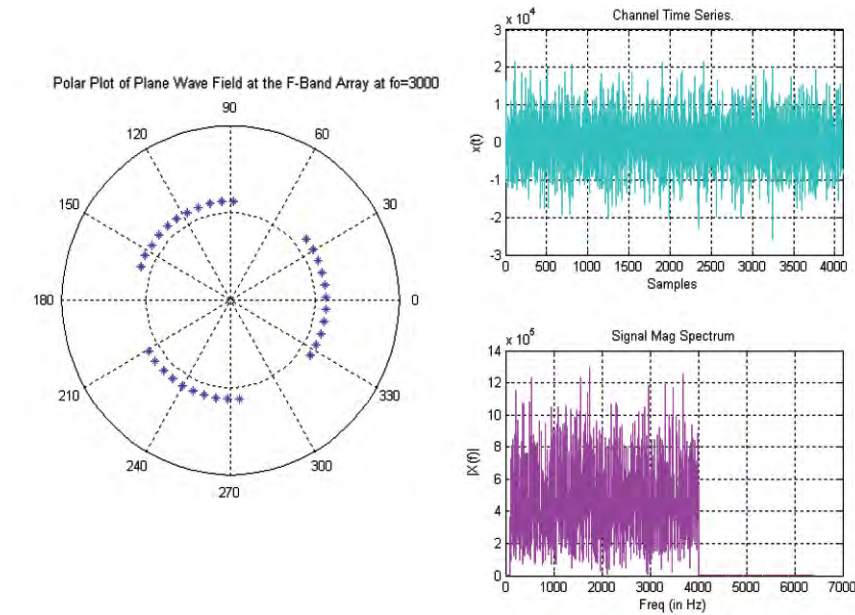 Polar Plot of Plane Wave Field at the F-Band Array at fo=3000
90
120
60
150
30
180
0
210
330
240
300
270
x 10^4
Channel Time Series.
3
2
1
0
-1
-2
-3
x(t)
0 500 1000 1500 2000 2500 3000 3500 4000
Samples
x 10^5
Signal Mag Spectrum
14
12
10
8
6
4
2
0
|X(f)|
0 1000 2000 3000 4000 5000 6000 7000
Freq (in Hz)